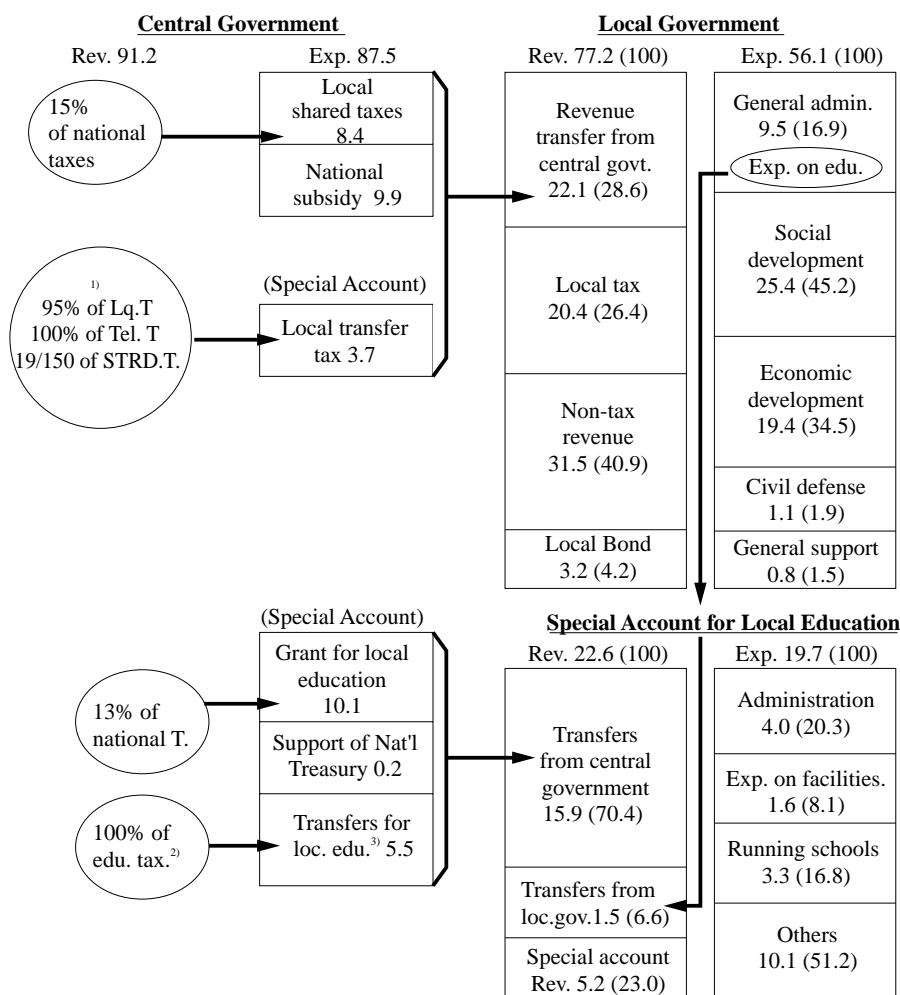 Central Government
Rev. 91.2
Exp. 87.5
15%
of national
taxes
Local
shared taxes
8.4
National
subsidy 9.9
(Special Account)
1)
95% of Lq.T
100% of Tel. T
19/150 of STRD.T.
Local transfer
tax 3.7
Local Government
Rev. 77.2 (100)
Exp. 56.1 (100)
Revenue
transfer from
central govt.
22.1 (28.6)
Local tax
20.4 (26.4)
Non-tax
revenue
31.5 (40.9)
Local Bond
3.2 (4.2)
General admin.
9.5 (16.9)
Exp. on edu.
Social
development
25.4 (45.2)
Economic
development
19.4 (34.5)
Civil defense
1.1 (1.9)
General support
0.8 (1.5)
(Special Account)
13% of
national T.
100% of
edu. tax.2)
Grant for local
education
10.1
Support of Nat'l
Treasury 0.2
Transfers for
loc. edu.3) 5.5
Special Account for Local Education
Rev. 22.6 (100)
Exp. 19.7 (100)
Transfers
from central
government
15.9 (70.4)
Transfers from
loc.gov.1.5 (6.6)
Special account
Rev. 5.2 (23.0)
Administration
4.0 (20.3)
Exp. on facilities.
1.6 (8.1)
Running schools
3.3 (16.8)
Others
10.1 (51.2)